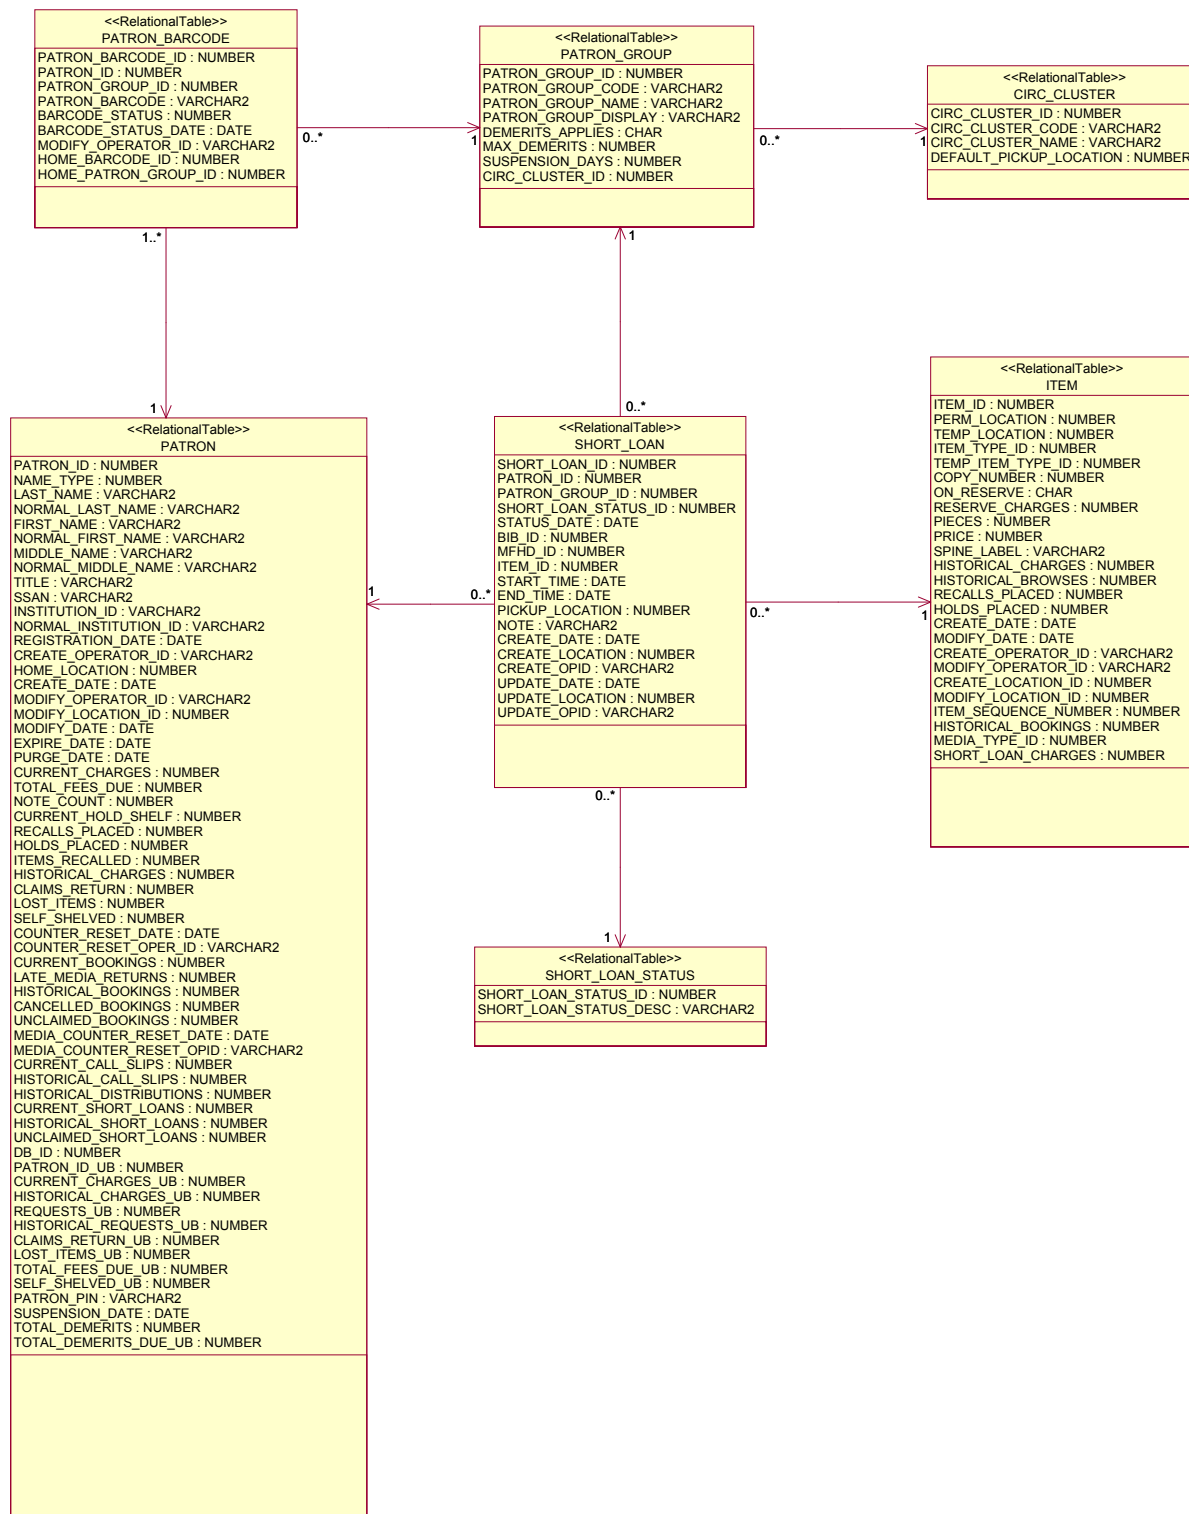 <<RelationalTable>>
PATRON_BARCODE
PATRON_BARCODE_ID : NUMBER
PATRON_ID : NUMBER
PATRON_GROUP_ID : NUMBER
PATRON_BARCODE : VARCHAR2
BARCODE_STATUS : NUMBER
BARCODE_STATUS_DATE : DATE
MODIFY_OPERATOR_ID : VARCHAR2
HOME_BARCODE_ID : NUMBER
HOME_PATRON_GROUP_ID : NUMBER
0..*
1
1..*
1
<<RelationalTable>>
PATRON_GROUP
PATRON_GROUP_ID : NUMBER
PATRON_GROUP_CODE : VARCHAR2
PATRON_GROUP_NAME : VARCHAR2
PATRON_GROUP_DISPLAY : VARCHAR2
DEMERITS_APPLIES : CHAR
MAX_DEMERITS : NUMBER
SUSPENSION_DAYS : NUMBER
CIRC_CLUSTER_ID : NUMBER
0..*
1
<<RelationalTable>>
CIRC_CLUSTER
CIRC_CLUSTER_ID : NUMBER
CIRC_CLUSTER_CODE : VARCHAR2
CIRC_CLUSTER_NAME : VARCHAR2
DEFAULT_PICKUP_LOCATION : NUMBER
1
0..*
<<RelationalTable>>
PATRON
PATRON_ID : NUMBER
NAME_TYPE : NUMBER
LAST_NAME : VARCHAR2
NORMAL_LAST_NAME : VARCHAR2
FIRST_NAME : VARCHAR2
NORMAL_FIRST_NAME : VARCHAR2
MIDDLE_NAME : VARCHAR2
NORMAL_MIDDLE_NAME : VARCHAR2
TITLE : VARCHAR2
SSAN : VARCHAR2
INSTITUTION_ID : VARCHAR2
NORMAL_INSTITUTION_ID : VARCHAR2
REGISTRATION_DATE : DATE
CREATE_OPERATOR_ID : VARCHAR2
HOME_LOCATION : NUMBER
CREATE_DATE : DATE
MODIFY_OPERATOR_ID : VARCHAR2
MODIFY_LOCATION_ID : NUMBER
MODIFY_DATE : DATE
EXPIRE_DATE : DATE
PURGE_DATE : DATE
CURRENT_CHARGES : NUMBER
TOTAL_FEES_DUE : NUMBER
NOTE_COUNT : NUMBER
CURRENT_HOLD_SHELF : NUMBER
RECALLS_PLACED : NUMBER
HOLDS_PLACED : NUMBER
ITEMS_RECALLED : NUMBER
HISTORICAL_CHARGES : NUMBER
CLAIMS_RETURN : NUMBER
LOST_ITEMS : NUMBER
SELF_SHELVED : NUMBER
COUNTER_RESET_DATE : DATE
COUNTER_RESET_OPER_ID : VARCHAR2
CURRENT_BOOKINGS : NUMBER
LATE_MEDIA_RETURNS : NUMBER
HISTORICAL_BOOKINGS : NUMBER
CANCELLED_BOOKINGS : NUMBER
UNCLAIMED_BOOKINGS : NUMBER
MEDIA_COUNTER_RESET_DATE : DATE
MEDIA_COUNTER_RESET_OPID : VARCHAR2
CURRENT_CALL_SLIPS : NUMBER
HISTORICAL_CALL_SLIPS : NUMBER
HISTORICAL_DISTRIBUTIONS : NUMBER
CURRENT_SHORT_LOANS : NUMBER
HISTORICAL_SHORT_LOANS : NUMBER
UNCLAIMED_SHORT_LOANS : NUMBER
DB_ID : NUMBER
PATRON_ID_UB : NUMBER
CURRENT_CHARGES_UB : NUMBER
HISTORICAL_CHARGES_UB : NUMBER
REQUESTS_UB : NUMBER
HISTORICAL_REQUESTS_UB : NUMBER
CLAIMS_RETURN_UB : NUMBER
LOST_ITEMS_UB : NUMBER
TOTAL_FEES_DUE_UB : NUMBER
SELF_SHELVED_UB : NUMBER
PATRON_PIN : VARCHAR2
SUSPENSION_DATE : DATE
TOTAL_DEMERITS : NUMBER
TOTAL_DEMERITS_DUE_UB : NUMBER
1
0..*
<<RelationalTable>>
SHORT_LOAN
SHORT_LOAN_ID : NUMBER
PATRON_ID : NUMBER
PATRON_GROUP_ID : NUMBER
SHORT_LOAN_STATUS_ID : NUMBER
STATUS_DATE : DATE
BIB_ID : NUMBER
MFHD_ID : NUMBER
ITEM_ID : NUMBER
START_TIME : DATE
END_TIME : DATE
PICKUP_LOCATION : NUMBER
NOTE : VARCHAR2
CREATE_DATE : DATE
CREATE_LOCATION : NUMBER
CREATE_OPID : VARCHAR2
UPDATE_DATE : DATE
UPDATE_LOCATION : NUMBER
UPDATE_OPID : VARCHAR2
0..*
1
<<RelationalTable>>
ITEM
ITEM_ID : NUMBER
PERM_LOCATION : NUMBER
TEMP_LOCATION : NUMBER
ITEM_TYPE_ID : NUMBER
TEMP_ITEM_TYPE_ID : NUMBER
COPY_NUMBER : NUMBER
ON_RESERVE : CHAR
RESERVE_CHARGES : NUMBER
PIECES : NUMBER
PRICE : NUMBER
SPINE_LABEL : VARCHAR2
HISTORICAL_CHARGES : NUMBER
HISTORICAL_BROWSES : NUMBER
RECALLS_PLACED : NUMBER
HOLDS_PLACED : NUMBER
CREATE_DATE : DATE
MODIFY_DATE : DATE
CREATE_OPERATOR_ID : VARCHAR2
MODIFY_OPERATOR_ID : VARCHAR2
CREATE_LOCATION_ID : NUMBER
MODIFY_LOCATION_ID : NUMBER
ITEM_SEQUENCE_NUMBER : NUMBER
HISTORICAL_BOOKINGS : NUMBER
MEDIA_TYPE_ID : NUMBER
SHORT_LOAN_CHARGES : NUMBER
0..*
1
<<RelationalTable>>
SHORT_LOAN_STATUS
SHORT_LOAN_STATUS_ID : NUMBER
SHORT_LOAN_STATUS_DESC : VARCHAR2